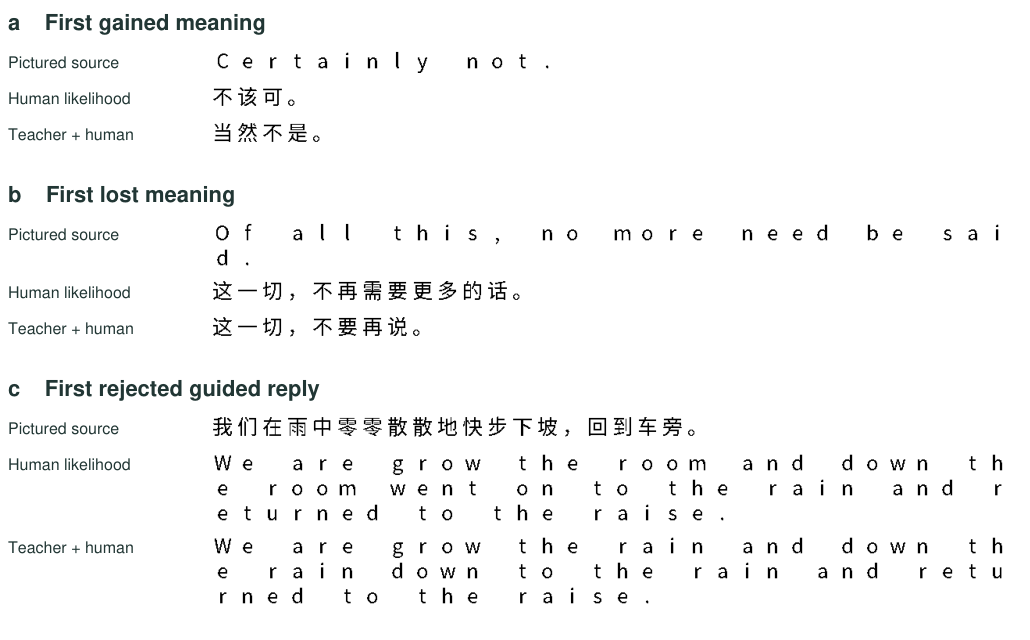 a First gained meaning
Pictured source Certainly not.
Human likelihood 不该可。
Teacher + human 当然不是。
b First lost meaning
Pictured source Of all this, no more need be sai
d.
Human likelihood 这一切，不再需要更多的话。
Teacher + human 这一切，不要再说。
c First rejected guided reply
Pictured source 我们在雨中零零散散地快步下坡，回到车旁。
Human likelihood We are grow the room and down th
e room went on to the rain and r
eturned to the raise.
Teacher + human We are grow the rain and down th
e rain down to the rain and retu
rned to the raise.